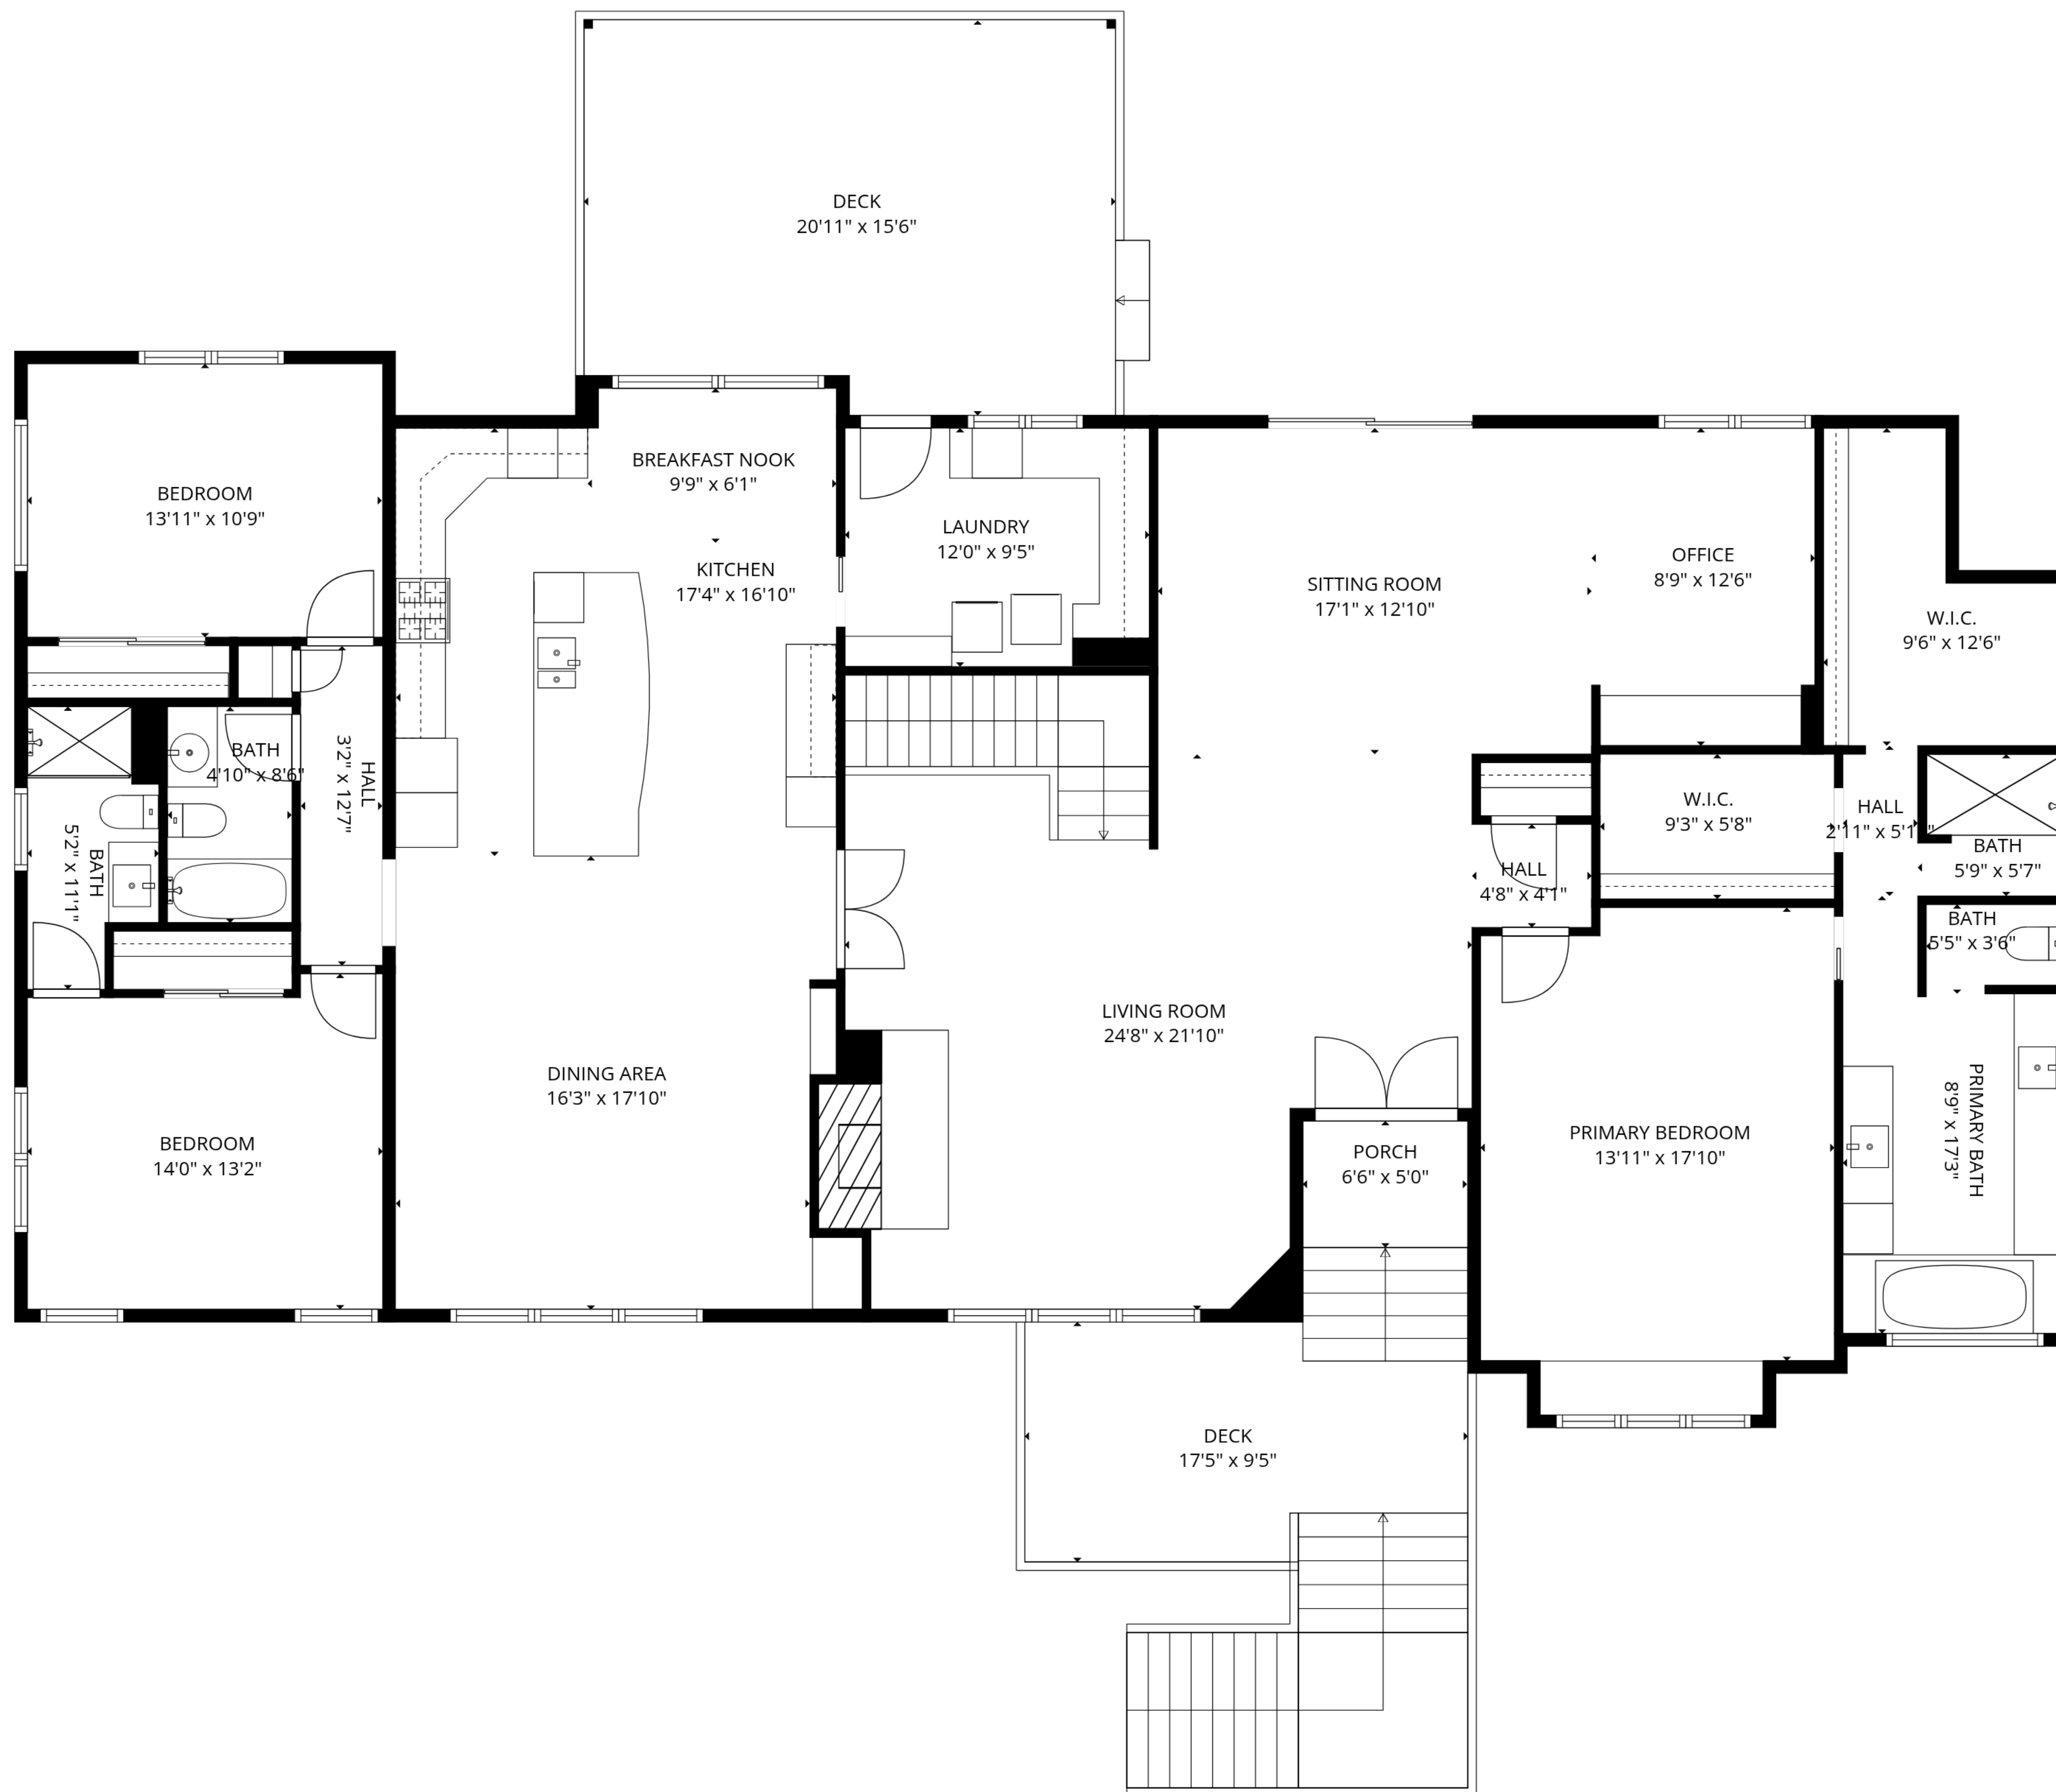 DECK
20'11" x 15'6"
BREAKFAST NOOK
9'9" x 6'1"
BEDROOM
13'11" x 10'9"
LAUNDRY
12'0" x 9'5"
KITCHEN
17'4" x 16'10"
OFFICE
8'9" x 12'6"
SITTING ROOM
17'1" x 12'10"
W.I.C.
9'6" x 12'6"
BATH
4'10" x 8'6"
HALL
3'2" x 12'7"
W.I.C.
9'3" x 5'8"
HALL
2'11" x 5'1
BATH
5'9" x 5'7"
BATH
5'2" x 11'1"
HALL
4'8" x 4'1"
BATH
5'5" x 3'6"
LIVING ROOM
24'8" x 21'10"
DINING AREA
16'3" x 17'10"
BEDROOM
14'0" x 13'2"
PORCH
6'6" x 5'0"
PRIMARY BEDROOM
13'11" x 17'10"
PRIMARY BATH
8'9" x 17'3"
DECK
17'5" x 9'5"